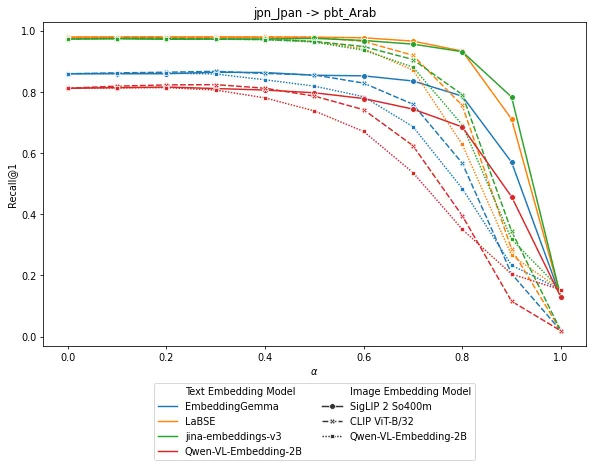 jpn_Jpan -> pbt_Arab
Recall@1
1.0
0.8
0.6
0.4
0.2
0.0
0.0 0.2 0.4 0.6 0.8 1.0
α
Text Embedding Model Image Embedding Model
EmbeddingGemma SigLIP 2 So400m
LaBSE CLIP ViT-B/32
jina-embeddings-v3 Qwen-VL-Embedding-2B
Qwen-VL-Embedding-2B